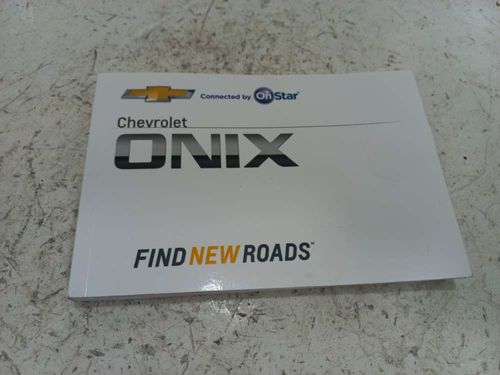 Connected by OnStar
Chevrolet
ONIX
FIND NEW ROADS™